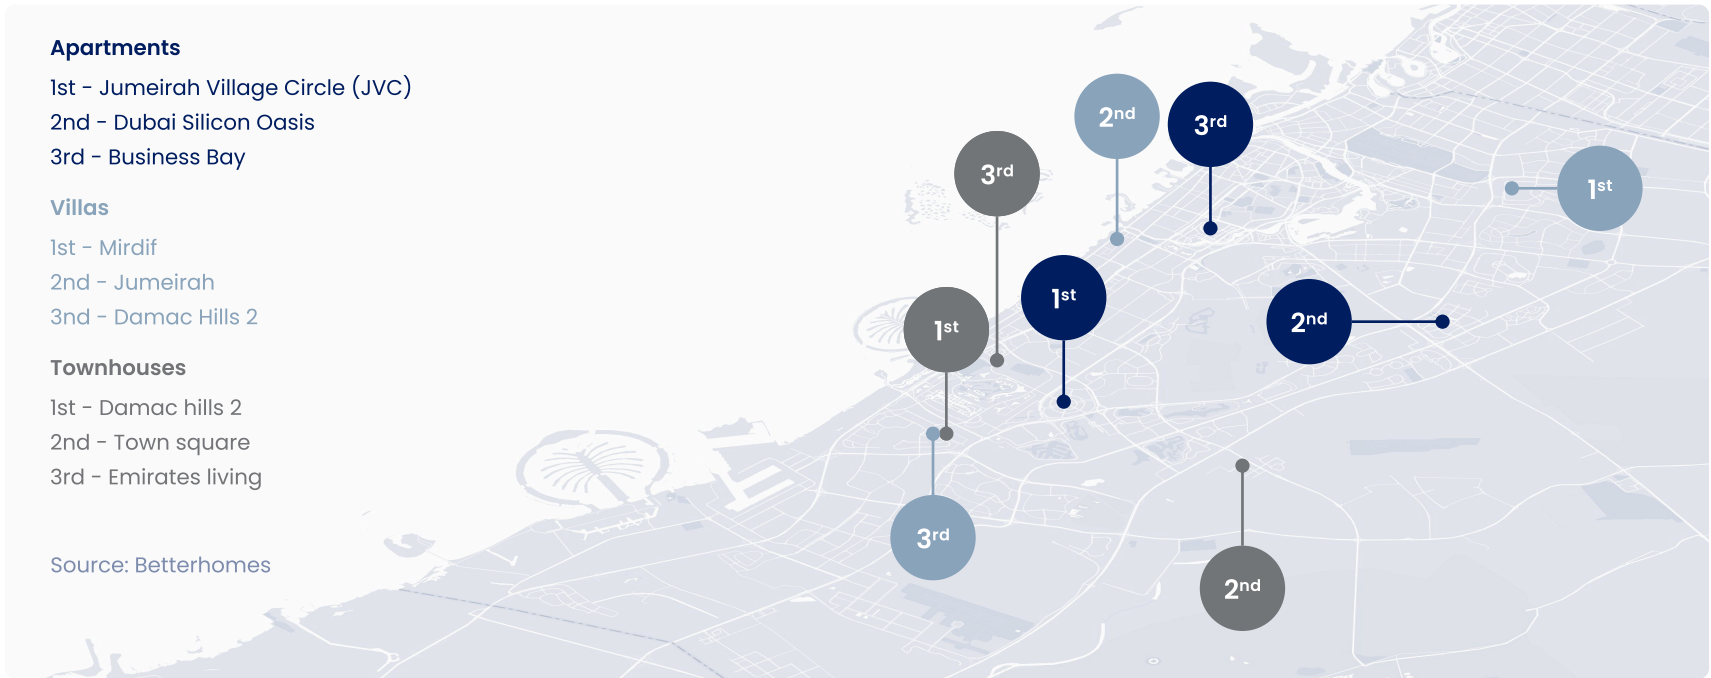 Apartments
1st - Jumeirah Village Circle (JVC)
2nd - Dubai Silicon Oasis
3rd - Business Bay
Villas
1st - Mirdif
2nd - Jumeirah
3nd - Damac Hills 2
Townhouses
1st - Damac hills 2
2nd - Town square
3rd - Emirates living
Source: Betterhomes
2nd
3rd
3rd
1st
1st
1st
2nd
3rd
2nd